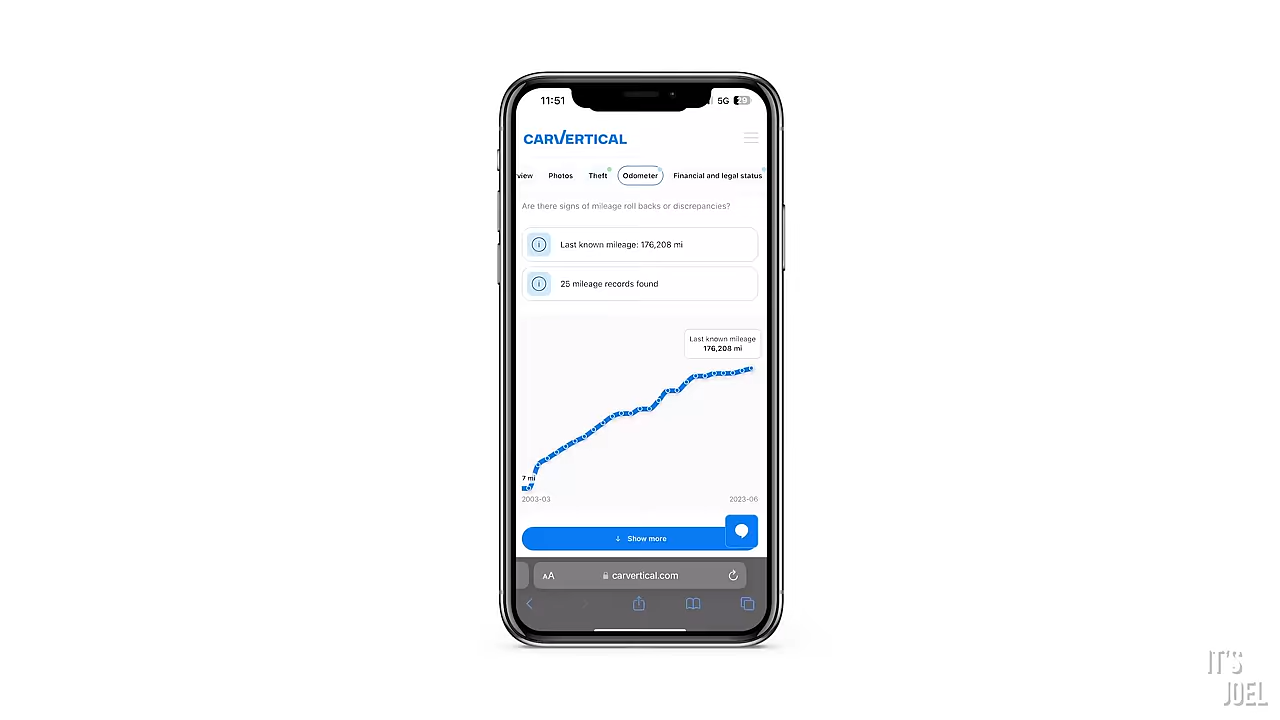 11:51
5G 29
CARVERTICAL
view Photos Theft Odometer Financial and legal status
Are there signs of mileage roll backs or discrepancies?
Last known mileage: 176,208 mi
25 mileage records found
Last known mileage
176,208 mi
7 mi
2003-03
2023-06
Show more
AA
carvertical.com
IT'S
JOEL